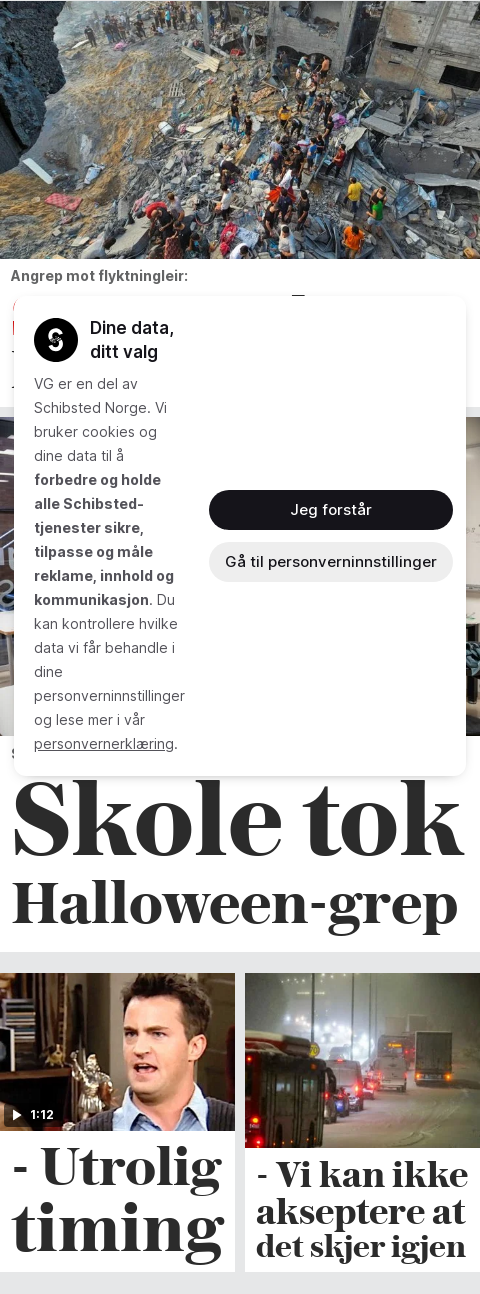 Angrep mot flyktningleir:
Dine data,
ditt valg
VG er en del av
Schibsted Norge. Vi
bruker cookies og
dine data til å
forbedre og holde
alle Schibsted-
tjenester sikre,
tilpasse og måle
reklame, innhold og
kommunikasjon. Du
kan kontrollere hvilke
data vi får behandle i
dine
personverninnstillinger
og lese mer i vår
personvernerklæring.
Jeg forstår
Gå til personverninnstillinger
Skole tok
Halloween-grep
1:12
- Utrolig
timing
- Vi kan ikke
akseptere at
det skjer igjen